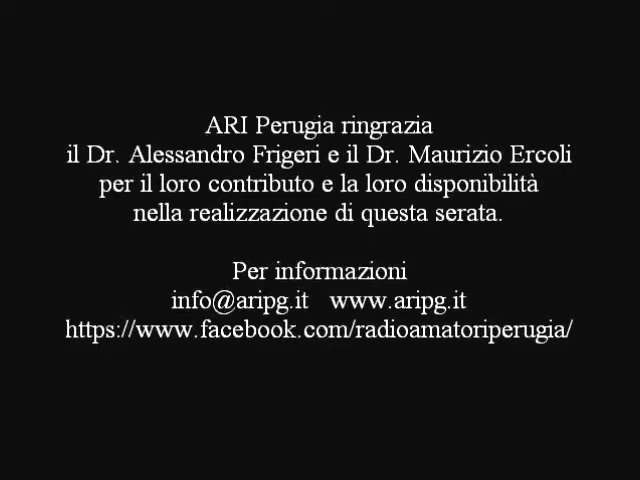 ARI Perugia ringrazia
il Dr. Alessandro Frigeri e il Dr. Maurizio Ercoli
per il loro contributo e la loro disponibilità
nella realizzazione di questa serata.
Per informazioni
info@aripg.it www.aripg.it
https://www.facebook.com/radioamatoriperugia/